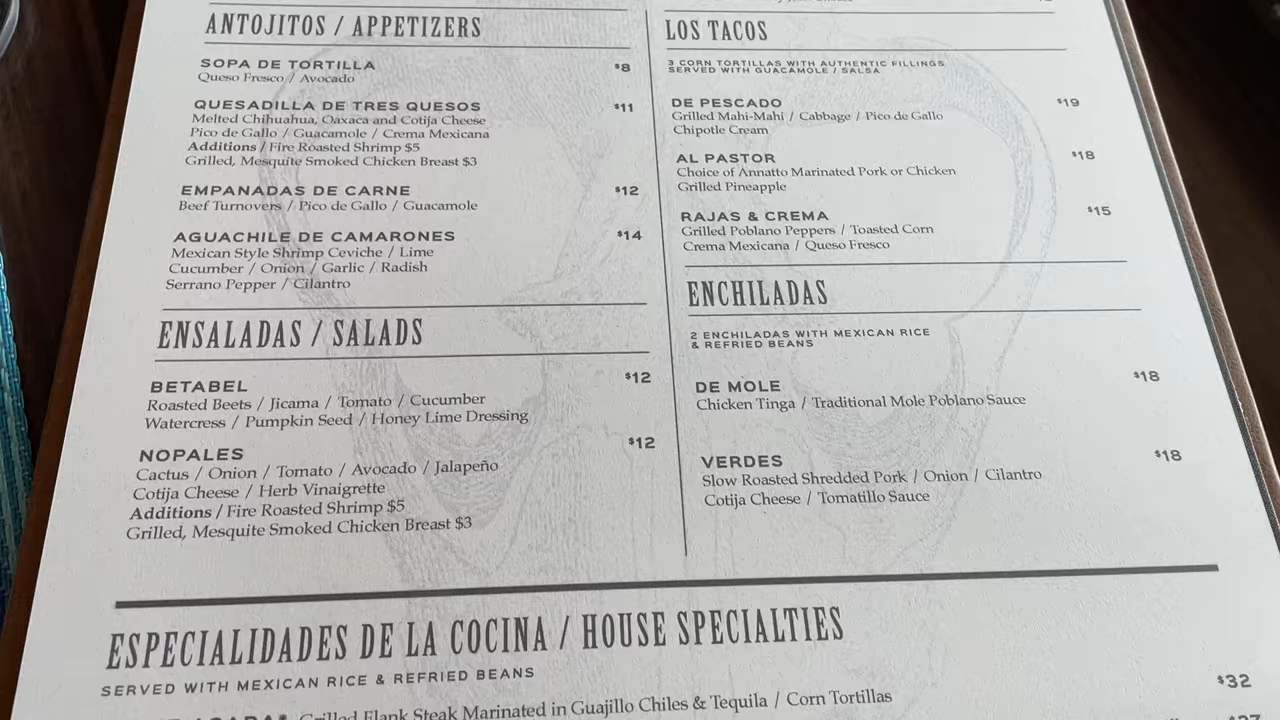 ANTOJITOS / APPETIZERS
SOPA DE TORTILLA $8
Queso Fresco / Avocado
QUESADILLA DE TRES QUESOS $11
Melted Chihuahua, Oaxaca and Cotija Cheese
Pico de Gallo / Guacamole / Crema Mexicana
Additions / Fire Roasted Shrimp $5
Grilled, Mesquite Smoked Chicken Breast $3
EMPANADAS DE CARNE $12
Beef Turnovers / Pico de Gallo / Guacamole
AGUACHILE DE CAMARONES $14
Mexican Style Shrimp Ceviche / Lime
Cucumber / Onion / Garlic / Radish
Serrano Pepper / Cilantro
ENSALADAS / SALADS
BETABEL $12
Roasted Beets / Jicama / Tomato / Cucumber
Watercress / Pumpkin Seed / Honey Lime Dressing
NOPALES $12
Cactus / Onion / Tomato / Avocado / Jalapeño
Cotija Cheese / Herb Vinaigrette
Additions / Fire Roasted Shrimp $5
Grilled, Mesquite Smoked Chicken Breast $3
LOS TACOS
3 CORN TORTILLAS WITH AUTHENTIC FILLINGS
SERVED WITH GUACAMOLE / SALSA
DE PESCADO $19
Grilled Mahi-Mahi / Cabbage / Pico de Gallo
Chipotle Cream
AL PASTOR $18
Choice of Annatto Marinated Pork or Chicken
Grilled Pineapple
RAJAS & CREMA $15
Grilled Poblano Peppers / Toasted Corn
Crema Mexicana / Queso Fresco
ENCHILADAS
2 ENCHILADAS WITH MEXICAN RICE
& REFRIED BEANS
DE MOLE $18
Chicken Tinga / Traditional Mole Poblano Sauce
VERDES $18
Slow Roasted Shredded Pork / Onion / Cilantro
Cotija Cheese / Tomatillo Sauce
ESPECIALIDADES DE LA COCINA / HOUSE SPECIALTIES
SERVED WITH MEXICAN RICE & REFRIED BEANS
Grilled Flank Steak Marinated in Guajillo Chiles & Tequila / Corn Tortillas $32